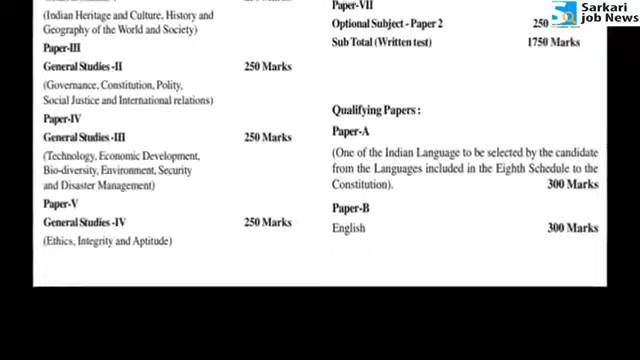 (Indian Heritage and Culture, History and
Geography of the World and Society)
Paper-III
General Studies -II 250 Marks
(Governance, Constitution, Polity,
Social Justice and International relations)
Paper-IV
General Studies -III 250 Marks
(Technology, Economic Development,
Bio-diversity, Environment, Security
and Disaster Management)
Paper-V
General Studies -IV 250 Marks
(Ethics, Integrity and Aptitude)
Paper-VII
Optional Subject - Paper 2 250
Sub Total (Written test) 1750 Marks
Qualifying Papers :
Paper-A
(One of the Indian Language to be selected by the candidate
from the Languages included in the Eighth Schedule to the
Constitution). 300 Marks
Paper-B
English 300 Marks
Sarkari
job News